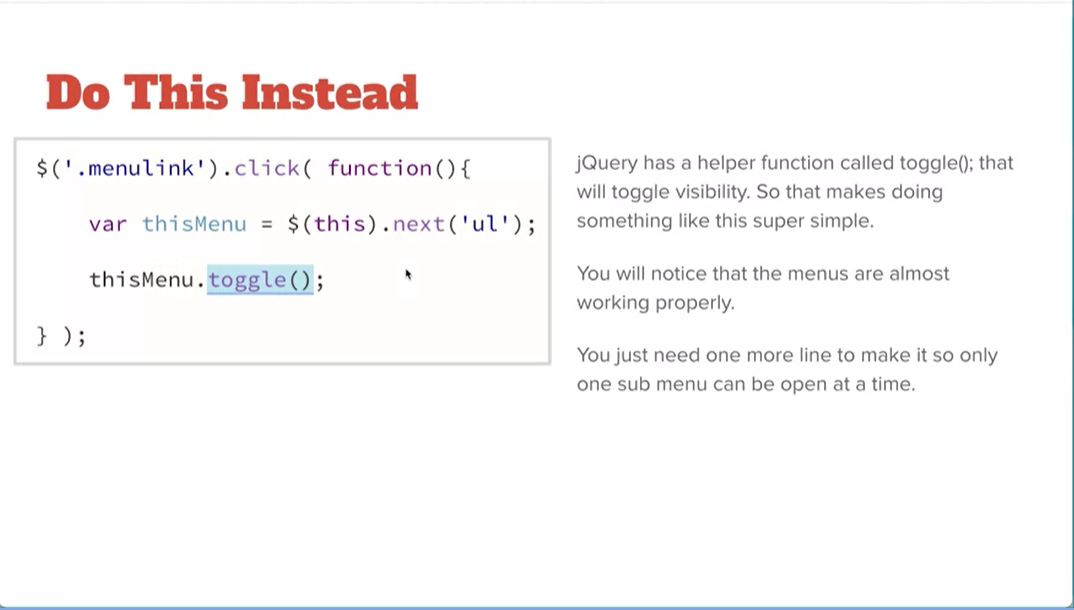 Do This Instead
$('.menulink').click( function(){
var thisMenu = $(this).next('ul');
thisMenu.toggle();
} );
jQuery has a helper function called toggle(); that
will toggle visibility. So that makes doing
something like this super simple.
You will notice that the menus are almost
working properly.
You just need one more line to make it so only
one sub menu can be open at a time.